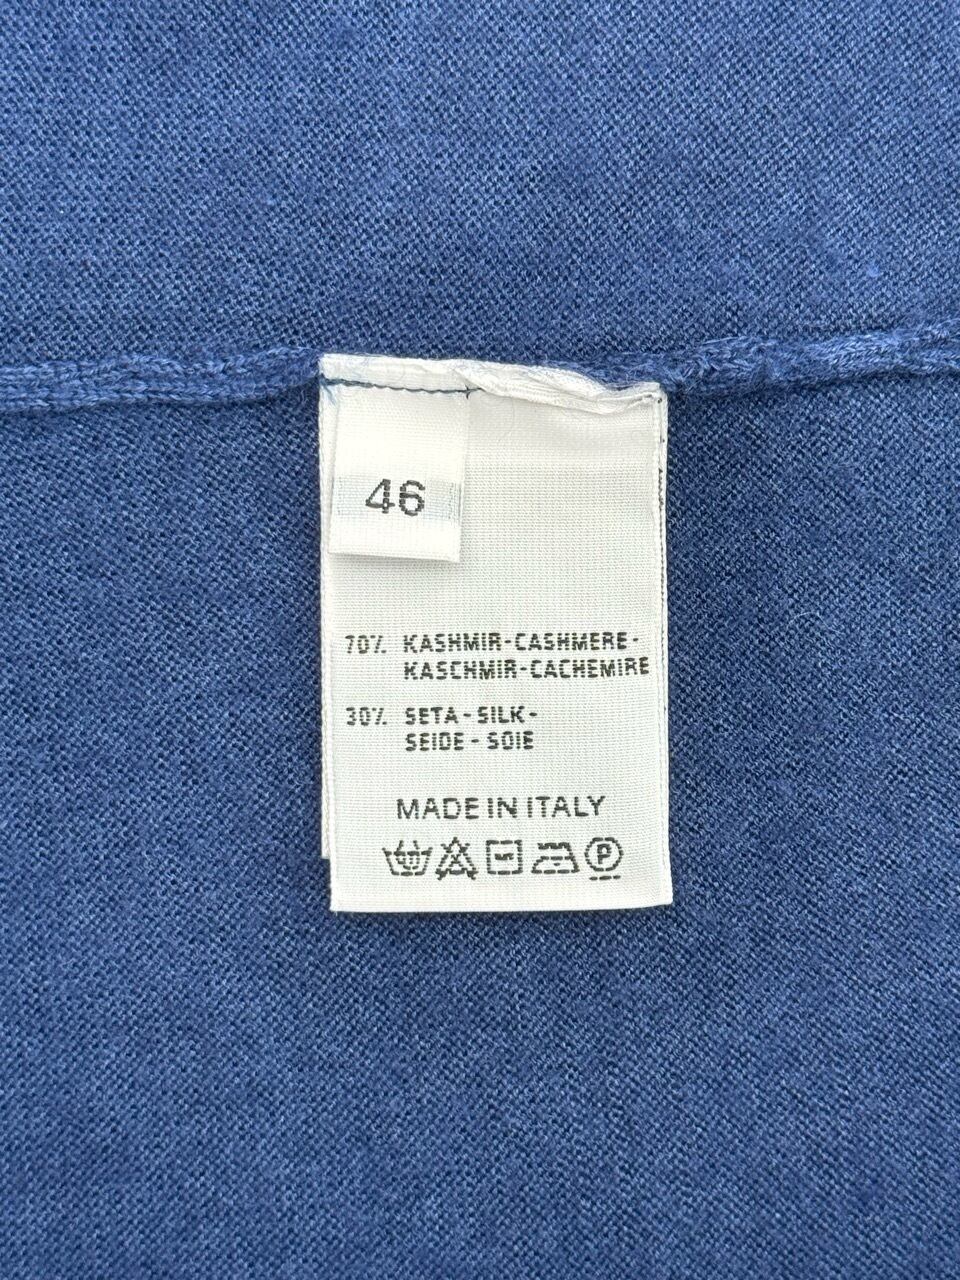 46
70% KASHMIR-CASHMERE-
KASCHMIR-CACHEMIRE
30% SETA-SILK-
SEIDE-SOIE
MADE IN ITALY
P